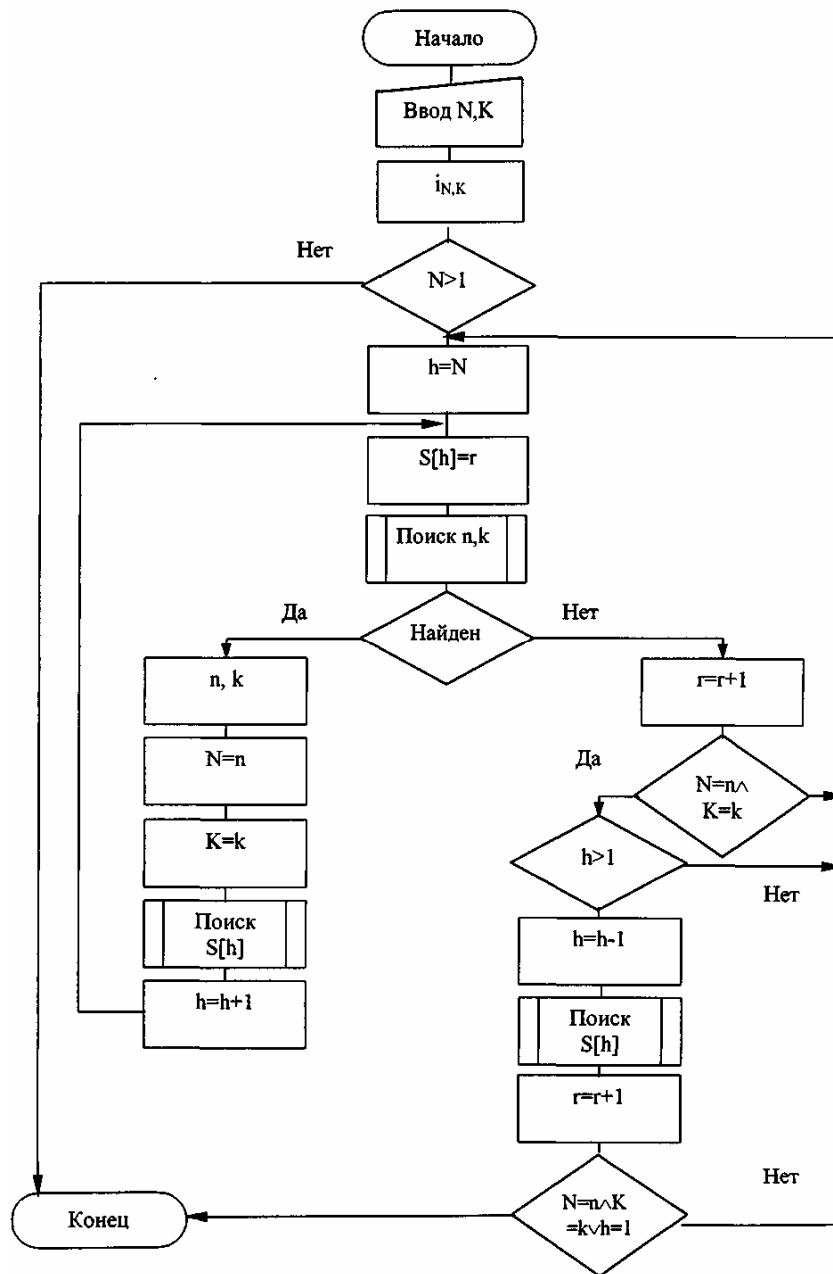 Начало
Ввод N,K
i_N,K
Нет
N>1
h=N
S[h]=r
Поиск n,k
Да
Найден
Нет
n, k
r=r+1
N=n
Да
N=n∧
K=k
K=k
h>1
Нет
Поиск
S[h]
h=h-1
h=h+1
Поиск
S[h]
r=r+1
Нет
N=n∧K
=k∨h=1
Конец